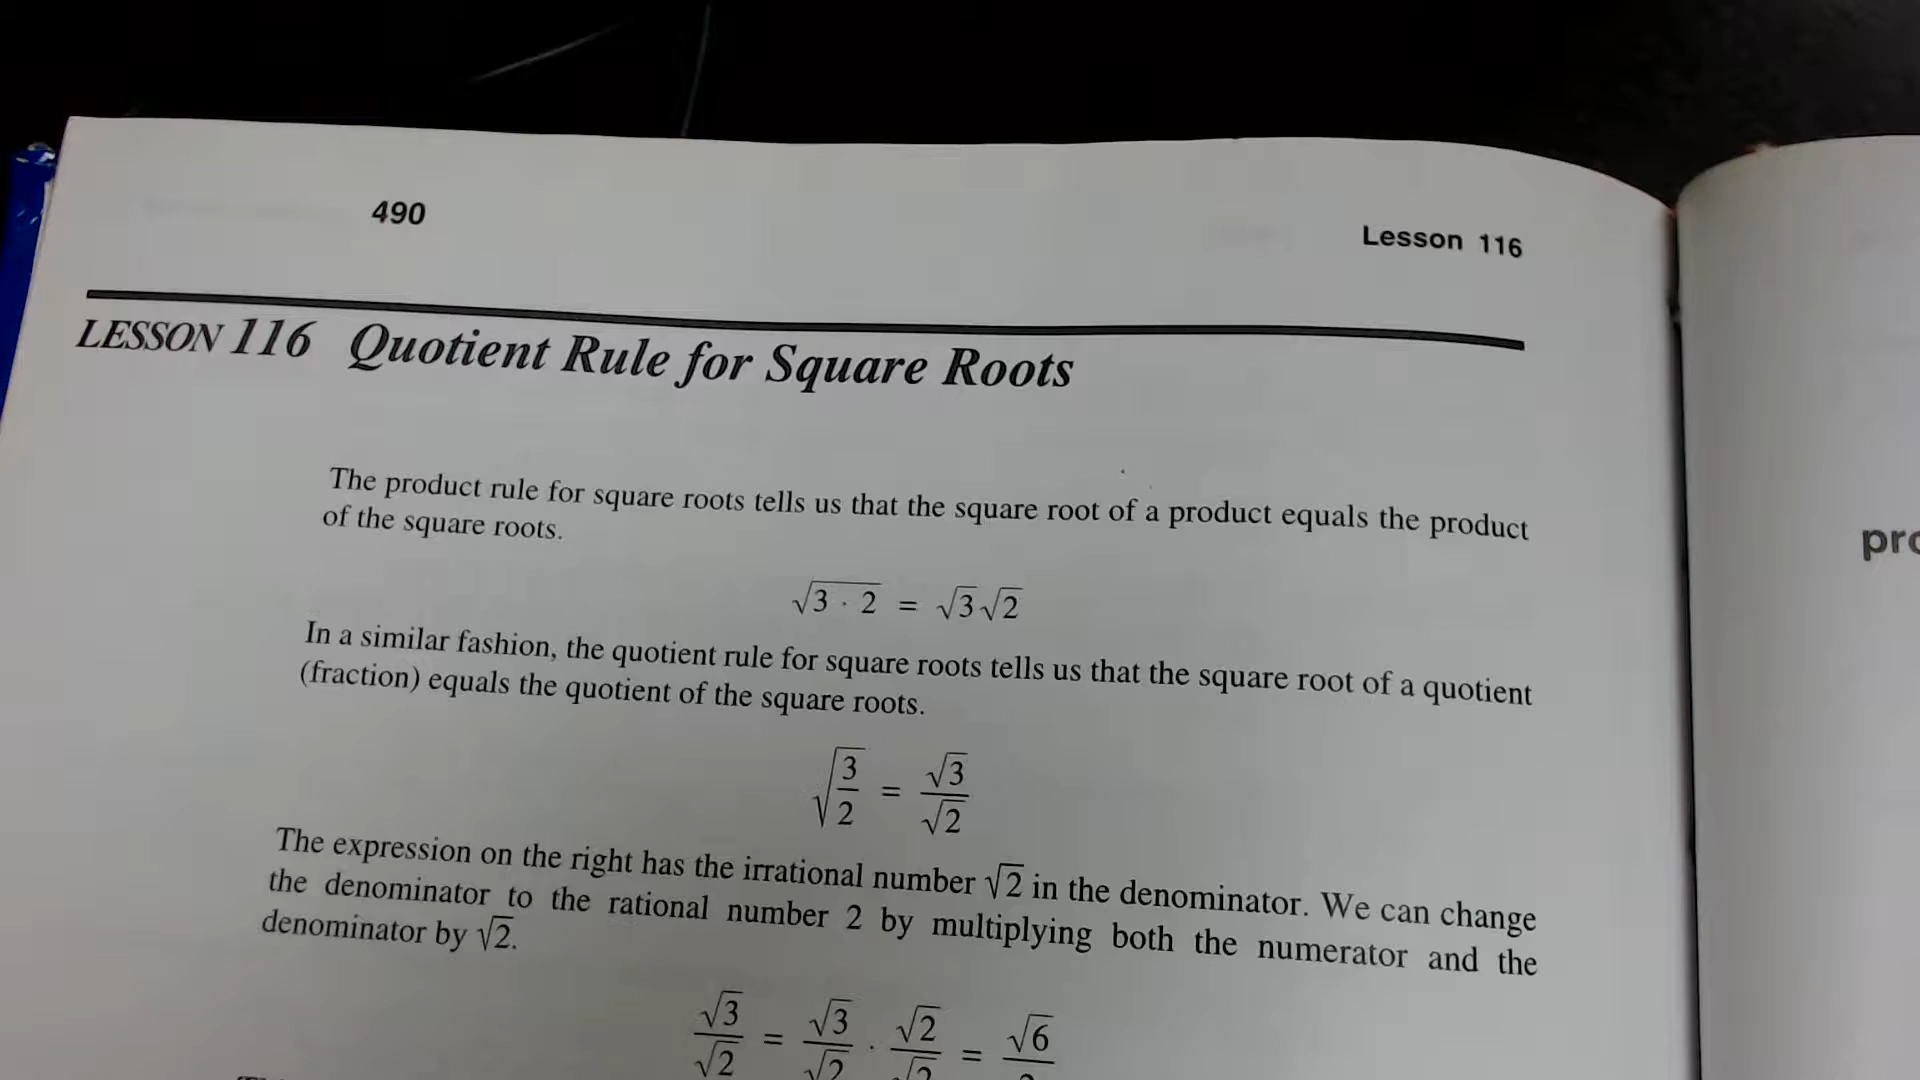 490
Lesson 116
LESSON 116 Quotient Rule for Square Roots
The product rule for square roots tells us that the square root of a product equals the product
of the square roots.
√(3 · 2) = √3√2
In a similar fashion, the quotient rule for square roots tells us that the square root of a quotient
(fraction) equals the quotient of the square roots.
√(3/2) = √3/√2
The expression on the right has the irrational number √2 in the denominator. We can change
the denominator to the rational number 2 by multiplying both the numerator and the
denominator by √2.
√3/√2 = √3/√2 · √2/√2 = √6/2